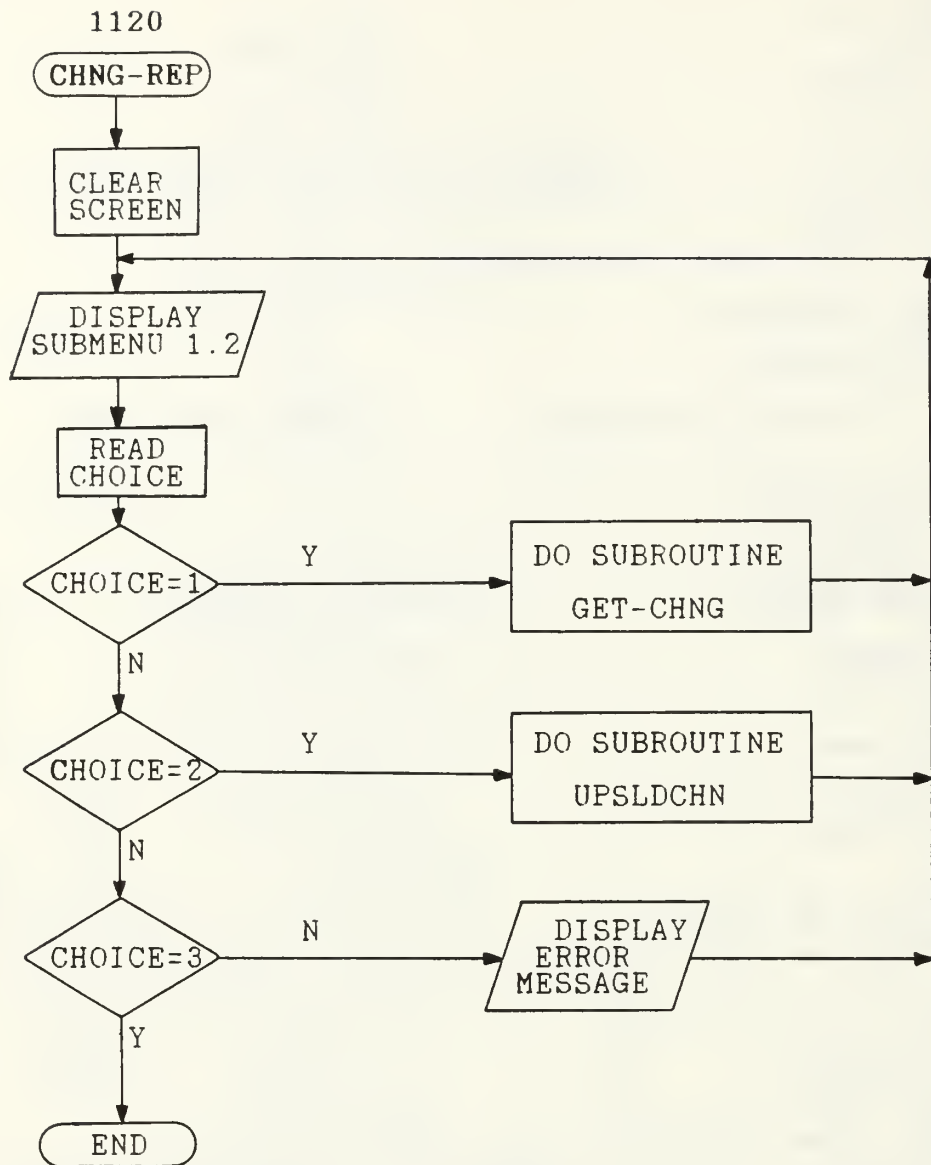 1120
CHNG-REP
CLEAR
SCREEN
DISPLAY
SUBMENU 1.2
READ
CHOICE
CHOICE=1
Y
DO SUBROUTINE
GET-CHNG
N
CHOICE=2
Y
DO SUBROUTINE
UPSLDCHN
N
CHOICE=3
N
DISPLAY
ERROR
MESSAGE
Y
END